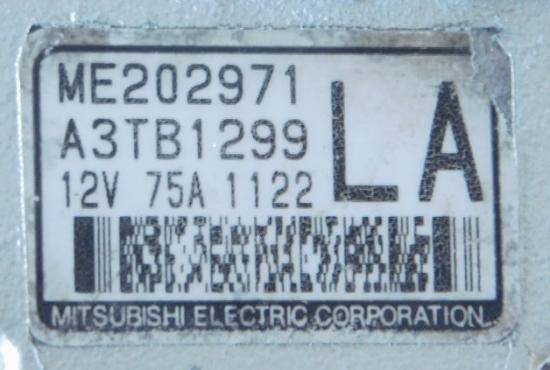 ME202971
A3TB1299
LA
12V 75A 1122
MITSUBISHI ELECTRIC CORPORATION